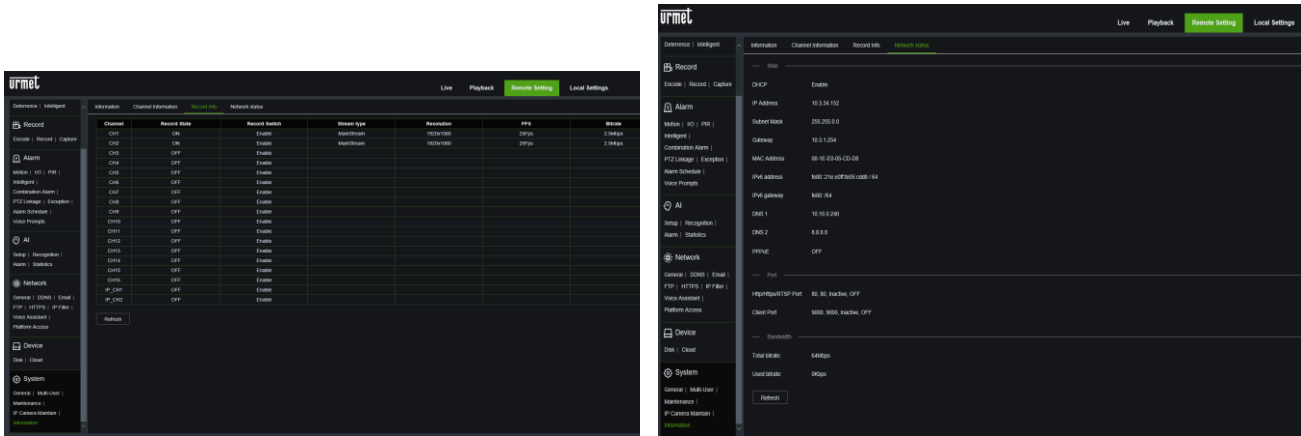 urmet
Live Playback Remote Setting Local Settings
Deterrence | Intelligent
Record
Encode | Record | Capture
Alarm
Motion | I/O | PIR |
Intelligent |
Combination Alarm |
PTZ Linkage | Exception |
Alarm Schedule |
Voice Prompts
AI
Setup | Recognition |
Alarm | Statistics
Network
General | DDNS | Email |
FTP | HTTPS | IP Filter |
Voice Assistant |
Platform Access
Device
Disk | Cloud
System
General | Multi-User |
Maintenance |
IP Camera Maintain |
Information
Information Channel Information Record Info Network status
Channel Record State Record Switch Stream type Resolution FPS Bitrate
CH1 ON Enable MainStream 1920x1080 25Fps
CH2 ON Enable MainStream 1920x1080 25Fps
CH3 OFF Enable
CH4 OFF Enable
CH5 OFF Enable
CH6 OFF Enable
CH7 OFF Enable
CH8 OFF Enable
CH9 OFF Enable
CH10 OFF Enable
CH11 OFF Enable
CH12 OFF Enable
CH13 OFF Enable
CH14 OFF Enable
CH15 OFF Enable
CH16 OFF Enable
IP_CH1 OFF Enable
IP_CH2 OFF Enable
Refresh
urmet
Live Playback Remote Setting Local Settings
Deterrence | Intelligent
Record
Encode | Record | Capture
Alarm
Motion | I/O | PIR |
Intelligent |
Combination Alarm |
PTZ Linkage | Exception |
Alarm Schedule |
Voice Prompts
AI
Setup | Recognition |
Alarm | Statistics
Network
General | DDNS | Email |
FTP | HTTPS | IP Filter |
Voice Assistant |
Platform Access
Device
Disk | Cloud
System
General | Multi-User |
Maintenance |
IP Camera Maintain |
Information
Information Channel Information Record Info Network status
Wan
DHCP Enable
IP Address 10.3.34.152
Subnet Mask 255.255.0.0
Gateway 10.3.1.254
MAC Address 00-1E-E0-05-CD-D8
IPv6 address
IPv6 gateway fe80::/64
DNS 1 10.10.0.240
DNS 2 8.8.8.8
PPPoE OFF
Port
Http/Https/RTSP Port 80, 80, Inactive, OFF
Client Port 9000, 9000, Inactive, OFF
Bandwidth
Total bitrate: 64Mbps
Used bitrate: 0Kbps
Refresh